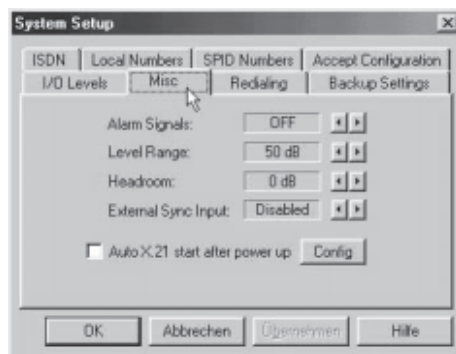 System Setup
ISDN Local Numbers SPID Numbers Accept Configuration
I/O Levels Misc Redialing Backup Settings
Alarm Signals: OFF
Level Range: 50 dB
Headroom: 0 dB
External Sync Input: Disabled
Auto X.21 start after power up Config
OK Abbrechen Übernehmen Hilfe